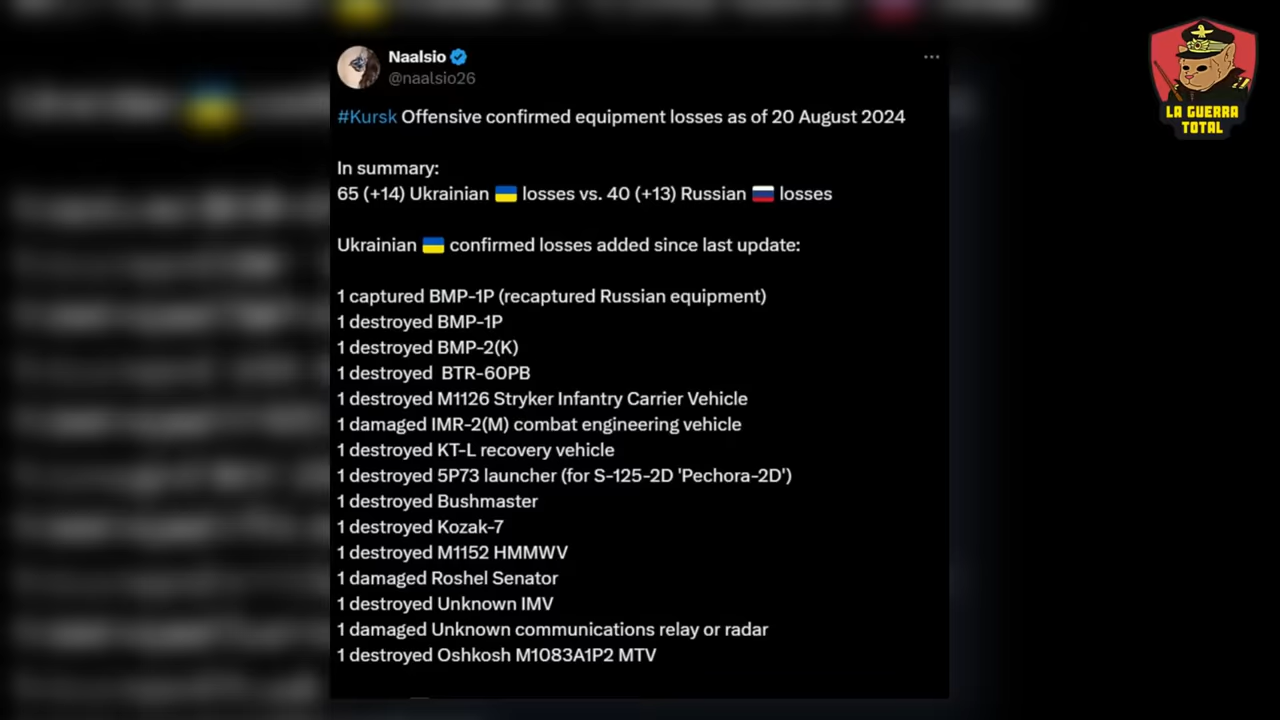 Naalsio
@naalsio26
#Kursk Offensive confirmed equipment losses as of 20 August 2024
In summary:
65 (+14) Ukrainian 🇺🇦 losses vs. 40 (+13) Russian 🇷🇺 losses
Ukrainian 🇺🇦 confirmed losses added since last update:
1 captured BMP-1P (recaptured Russian equipment)
1 destroyed BMP-1P
1 destroyed BMP-2(K)
1 destroyed  BTR-60PB
1 destroyed M1126 Stryker Infantry Carrier Vehicle
1 damaged IMR-2(M) combat engineering vehicle
1 destroyed KT-L recovery vehicle
1 destroyed 5P73 launcher (for S-125-2D 'Pechora-2D')
1 destroyed Bushmaster
1 destroyed Kozak-7
1 destroyed M1152 HMMWV
1 damaged Roshel Senator
1 destroyed Unknown IMV
1 damaged Unknown communications relay or radar
1 destroyed Oshkosh M1083A1P2 MTV
LA GUERRA
TOTAL